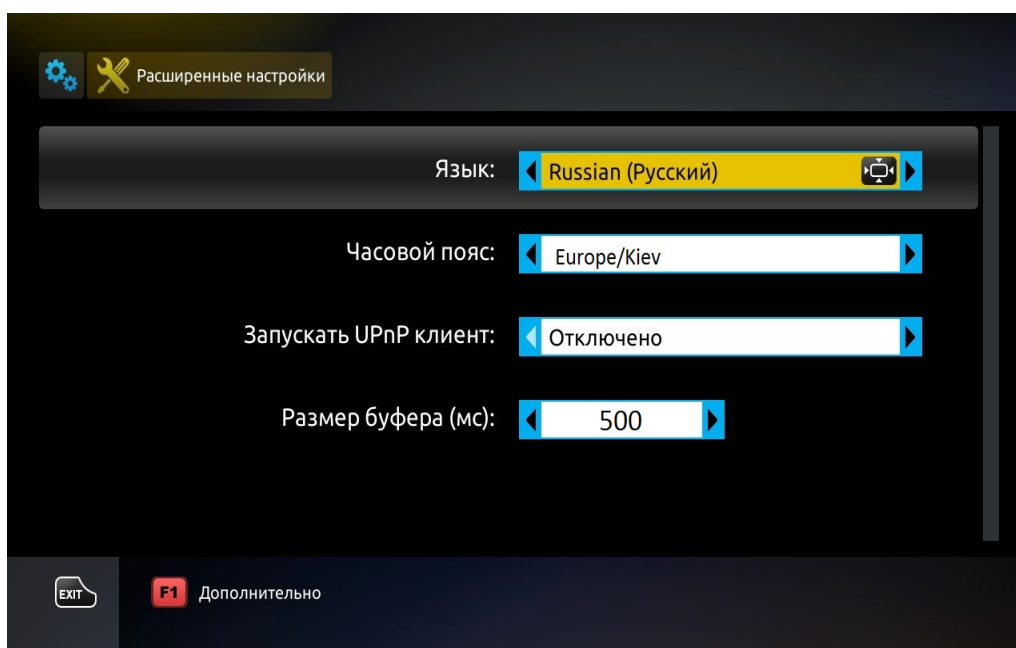 Расширенные настройки
Язык: Russian (Русский)
Часовой пояс: Europe/Kiev
Запускать UPnP клиент: Отключено
Размер буфера (мс): 500
EXIT F1 Дополнительно